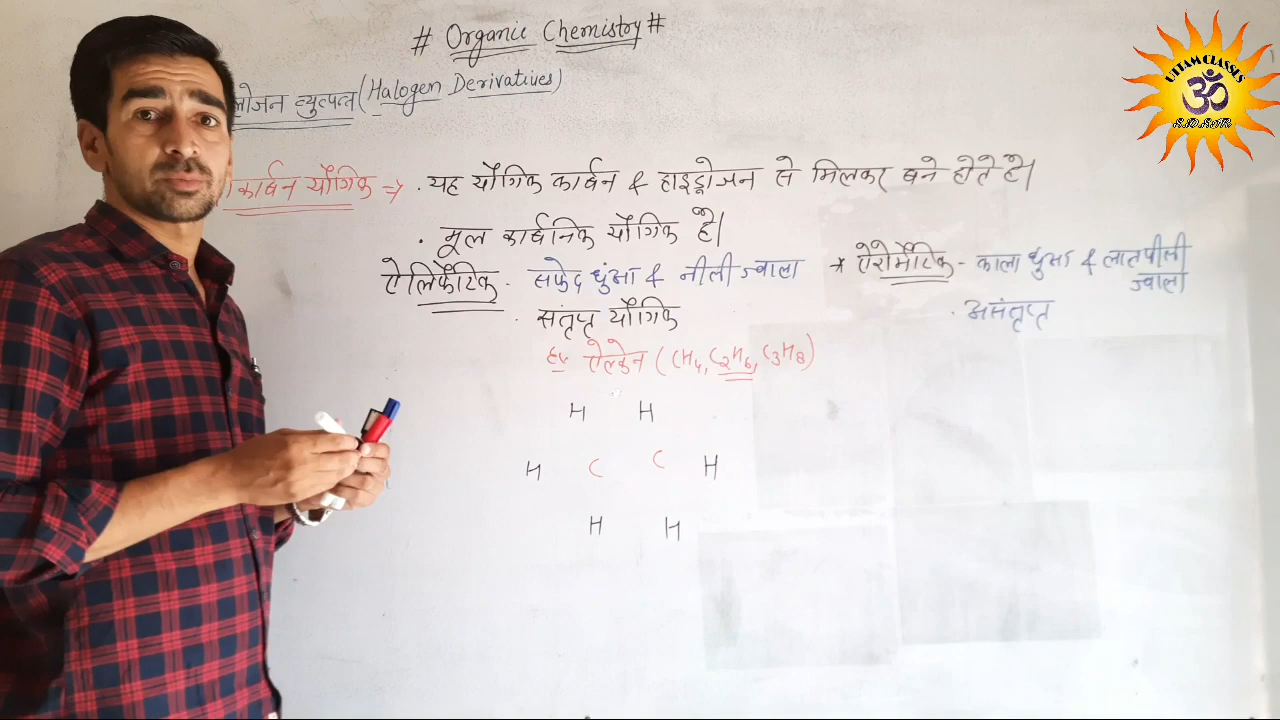 # Organic Chemistry #
लोजन व्युत्पन्न (Halogen Derivatives)
कार्बन यौगिक ⇒ . यह यौगिक कार्बन & हाइड्रोजन से मिलकर बने होते है।
. मूल कार्बनिक यौगिक है।
ऐलिफैटिक - सफेद धुंआ & नीली ज्वाला
. संतृप्त यौगिक
* ऐरोमैटिक - काला धुंआ & लालपीली
ज्वाला
. असंतृप्त
ऐल्केन (CH4, C2H6, C3H8)
H H
H C C H
H H
UTTAM CLASSES
ॐ